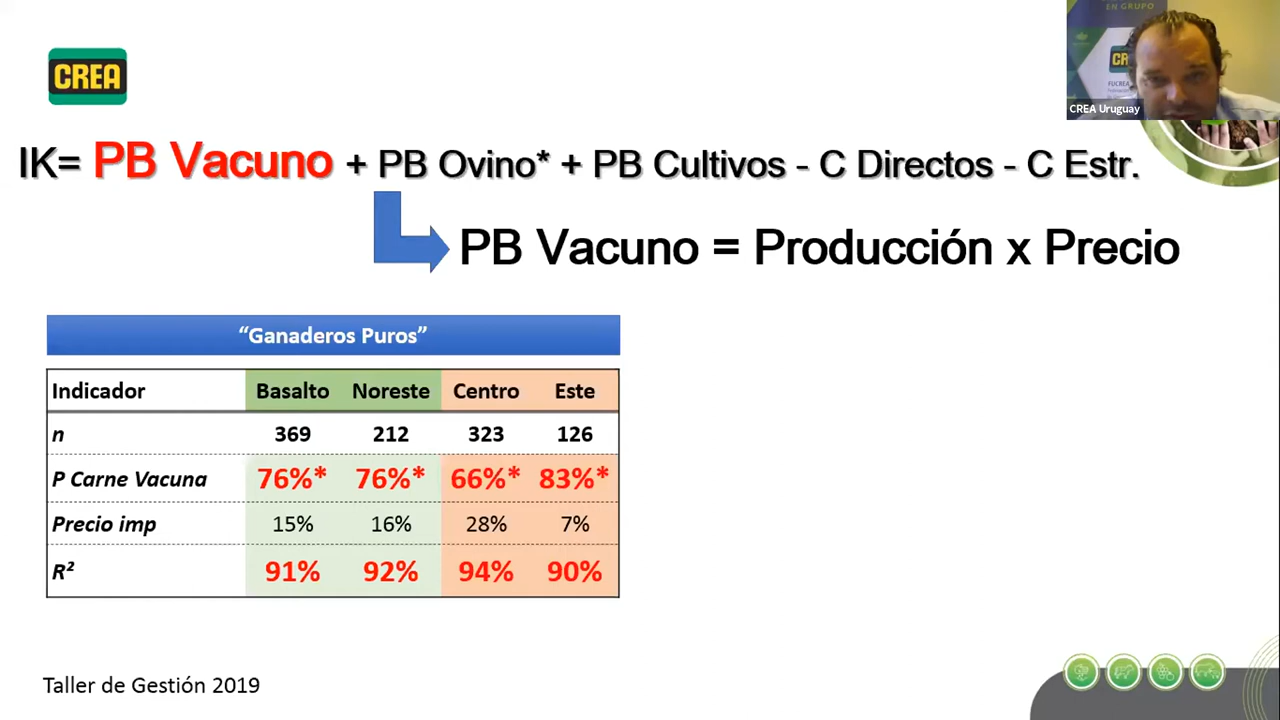 EN GRUPO
CREA
FUCREA
CREA Uruguay
IK= PB Vacuno + PB Ovino* + PB Cultivos - C Directos - C Estr.
PB Vacuno = Producción x Precio
“Ganaderos Puros”
Indicador Basalto Noreste Centro Este
n 369 212 323 126
P Carne Vacuna 76%* 76%* 66%* 83%*
Precio imp 15% 16% 28% 7%
R² 91% 92% 94% 90%
Taller de Gestión 2019